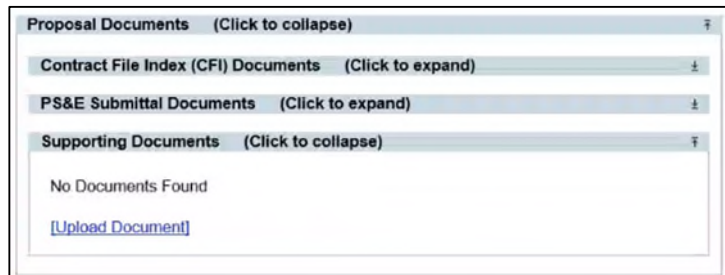 Proposal Documents (Click to collapse)
Contract File Index (CFI) Documents (Click to expand)
PS&E Submittal Documents (Click to expand)
Supporting Documents (Click to collapse)
No Documents Found
[Upload Document]